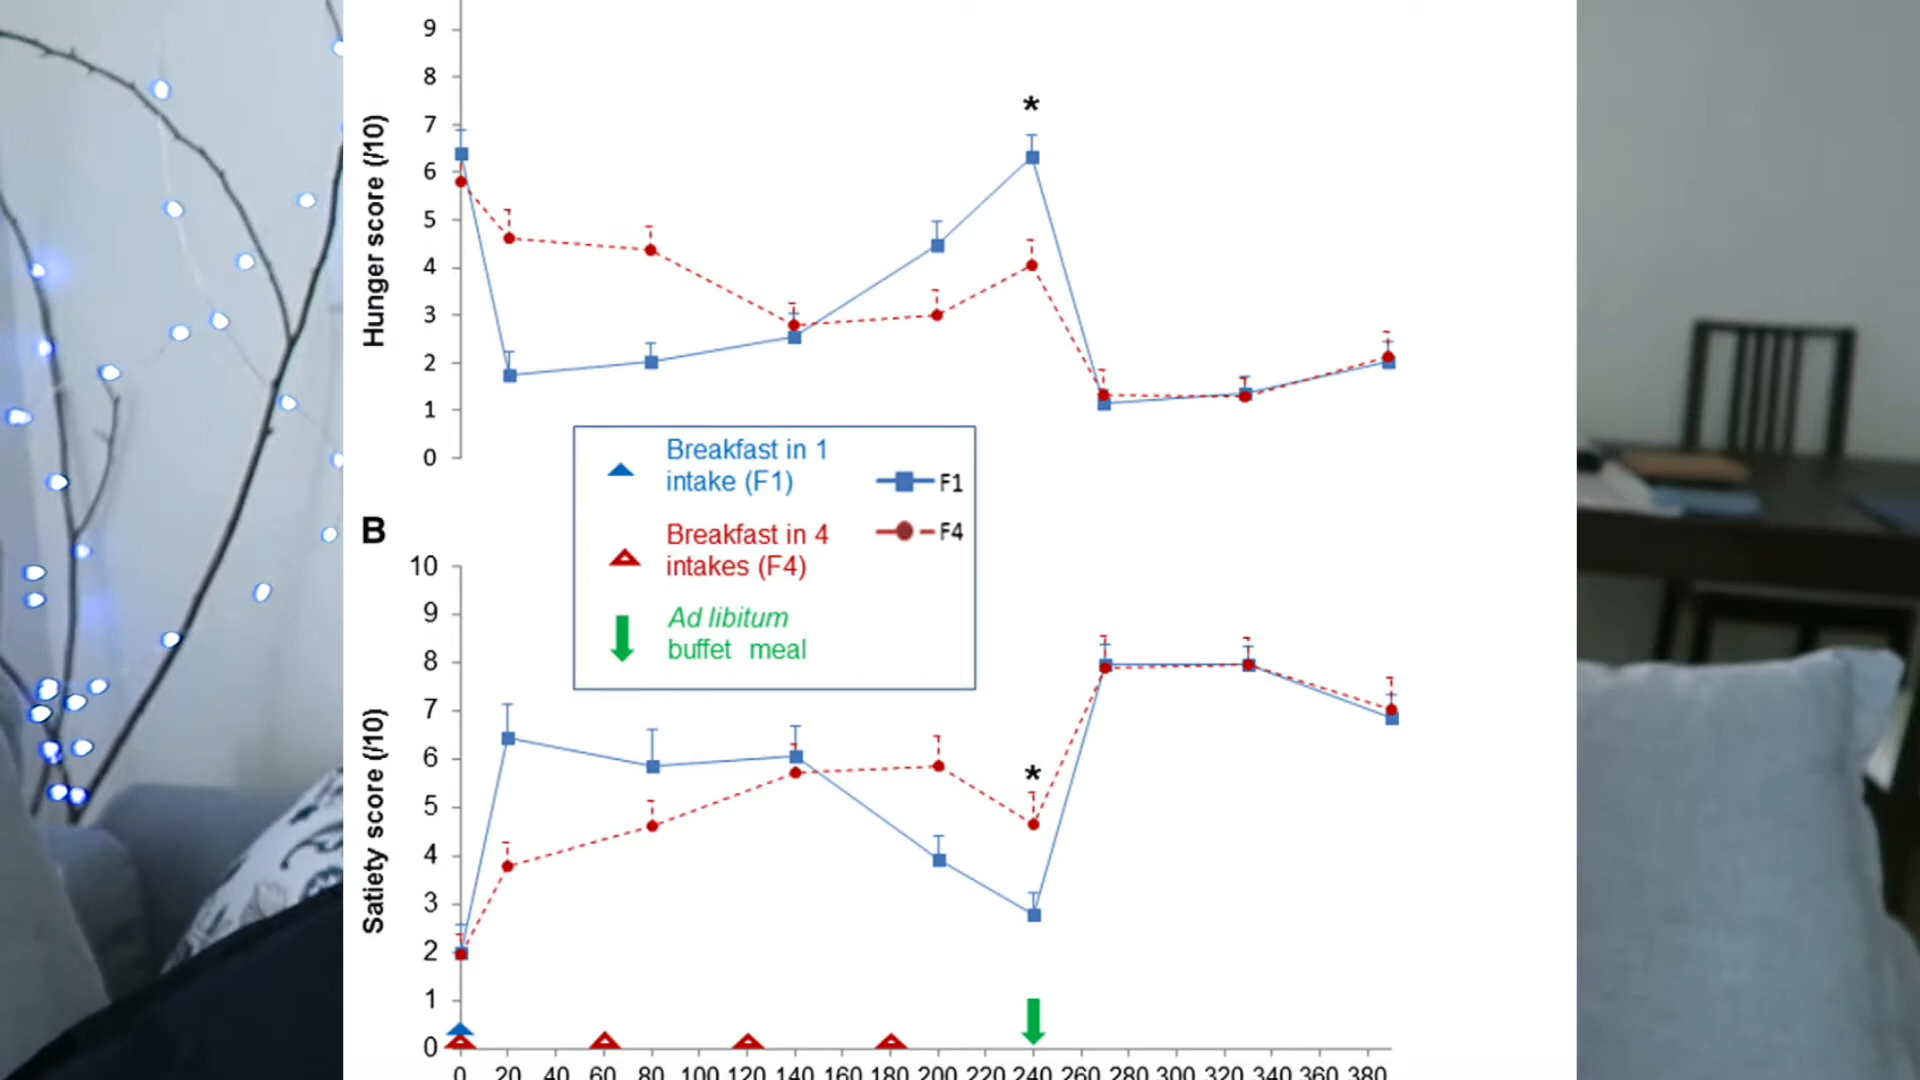 9
8
7
6
5
4
3
2
1
0
Hunger score (/10)
*
Breakfast in 1
intake (F1)
F1
Breakfast in 4
intakes (F4)
F4
Ad libitum
buffet meal
B
10
9
8
7
6
5
4
3
2
1
0
Satiety score (/10)
*
0 20 40 60 80 100 120 140 160 180 200 220 240 260 280 300 320 340 360 380